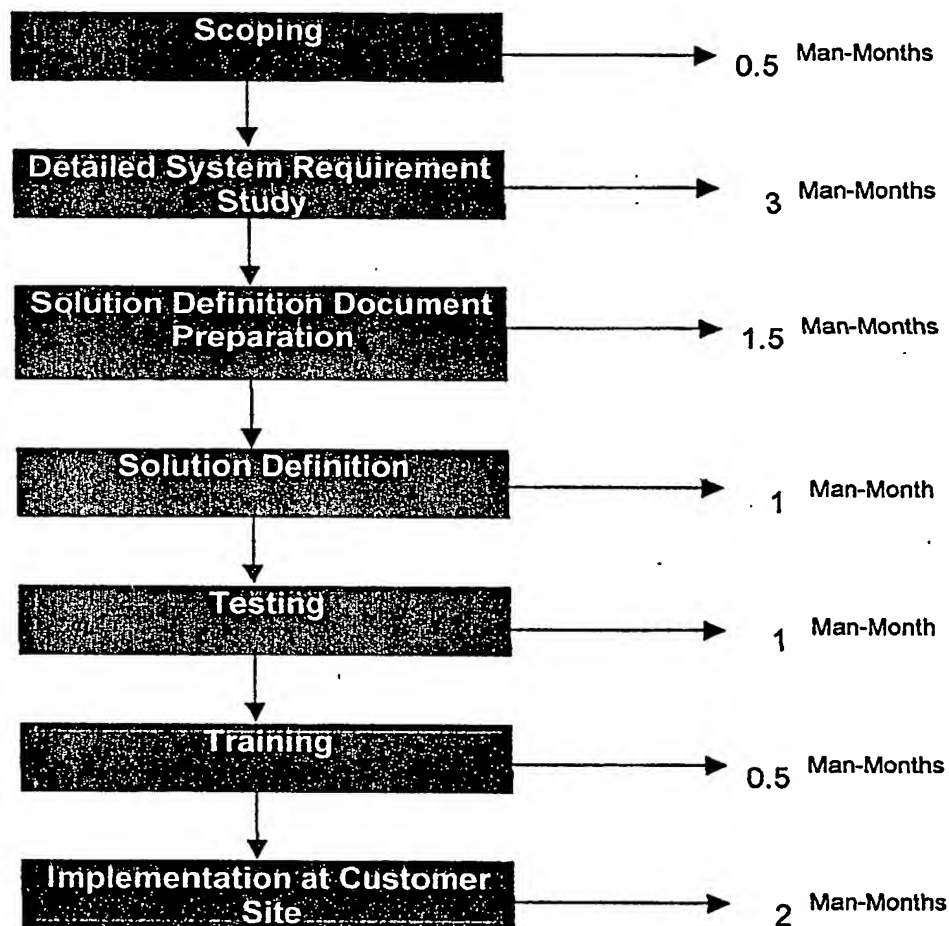 Scoping
0.5 Man-Months
Detailed System Requirement
Study
3 Man-Months
Solution Definition Document
Preparation
1.5 Man-Months
Solution Definition
1 Man-Month
Testing
1 Man-Month
Training
0.5 Man-Months
Implementation at Customer
Site
2 Man-Months